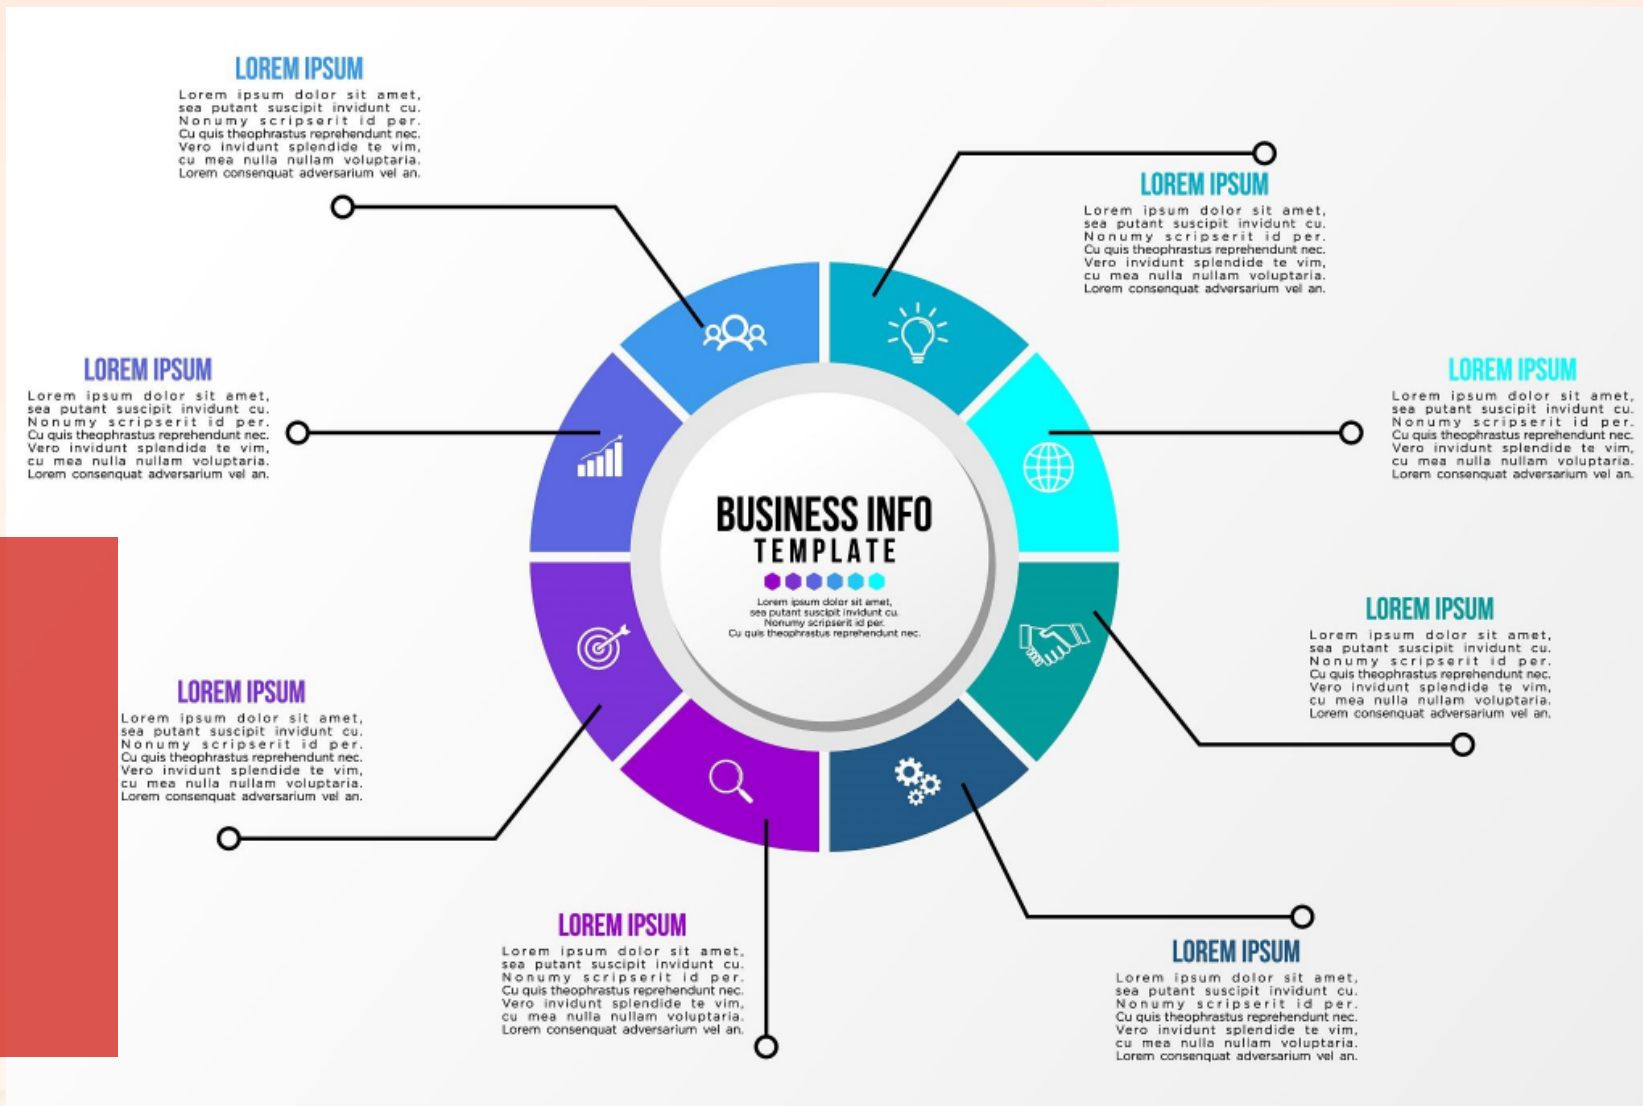 LOREM IPSUM
Lorem ipsum dolor sit amet,
sea putant suscipit invidunt cu.
Nonumy scripserit id per.
Cu quis theophrastus reprehendunt nec.
Vero invidunt splendide te vim,
cu mea nulla nullam voluptaria.
Lorem consenquat adversarium vel an.
LOREM IPSUM
Lorem ipsum dolor sit amet,
sea putant suscipit invidunt cu.
Nonumy scripserit id per.
Cu quis theophrastus reprehendunt nec.
Vero invidunt splendide te vim,
cu mea nulla nullam voluptaria.
Lorem consenquat adversarium vel an.
LOREM IPSUM
Lorem ipsum dolor sit amet,
sea putant suscipit invidunt cu.
Nonumy scripserit id per.
Cu quis theophrastus reprehendunt nec.
Vero invidunt splendide te vim,
cu mea nulla nullam voluptaria.
Lorem consenquat adversarium vel an.
LOREM IPSUM
Lorem ipsum dolor sit amet,
sea putant suscipit invidunt cu.
Nonumy scripserit id per.
Cu quis theophrastus reprehendunt nec.
Vero invidunt splendide te vim,
cu mea nulla nullam voluptaria.
Lorem consenquat adversarium vel an.
BUSINESS INFO
TEMPLATE
Lorem ipsum dolor sit amet,
sea putant suscipit invidunt cu.
Nonumy scripserit id per.
Cu quis theophrastus reprehendunt nec.
LOREM IPSUM
Lorem ipsum dolor sit amet,
sea putant suscipit invidunt cu.
Nonumy scripserit id per.
Cu quis theophrastus reprehendunt nec.
Vero invidunt splendide te vim,
cu mea nulla nullam voluptaria.
Lorem consenquat adversarium vel an.
LOREM IPSUM
Lorem ipsum dolor sit amet,
sea putant suscipit invidunt cu.
Nonumy scripserit id per.
Cu quis theophrastus reprehendunt nec.
Vero invidunt splendide te vim,
cu mea nulla nullam voluptaria.
Lorem consenquat adversarium vel an.
LOREM IPSUM
Lorem ipsum dolor sit amet,
sea putant suscipit invidunt cu.
Nonumy scripserit id per.
Cu quis theophrastus reprehendunt nec.
Vero invidunt splendide te vim,
cu mea nulla nullam voluptaria.
Lorem consenquat adversarium vel an.
LOREM IPSUM
Lorem ipsum dolor sit amet,
sea putant suscipit invidunt cu.
Nonumy scripserit id per.
Cu quis theophrastus reprehendunt nec.
Vero invidunt splendide te vim,
cu mea nulla nullam voluptaria.
Lorem consenquat adversarium vel an.